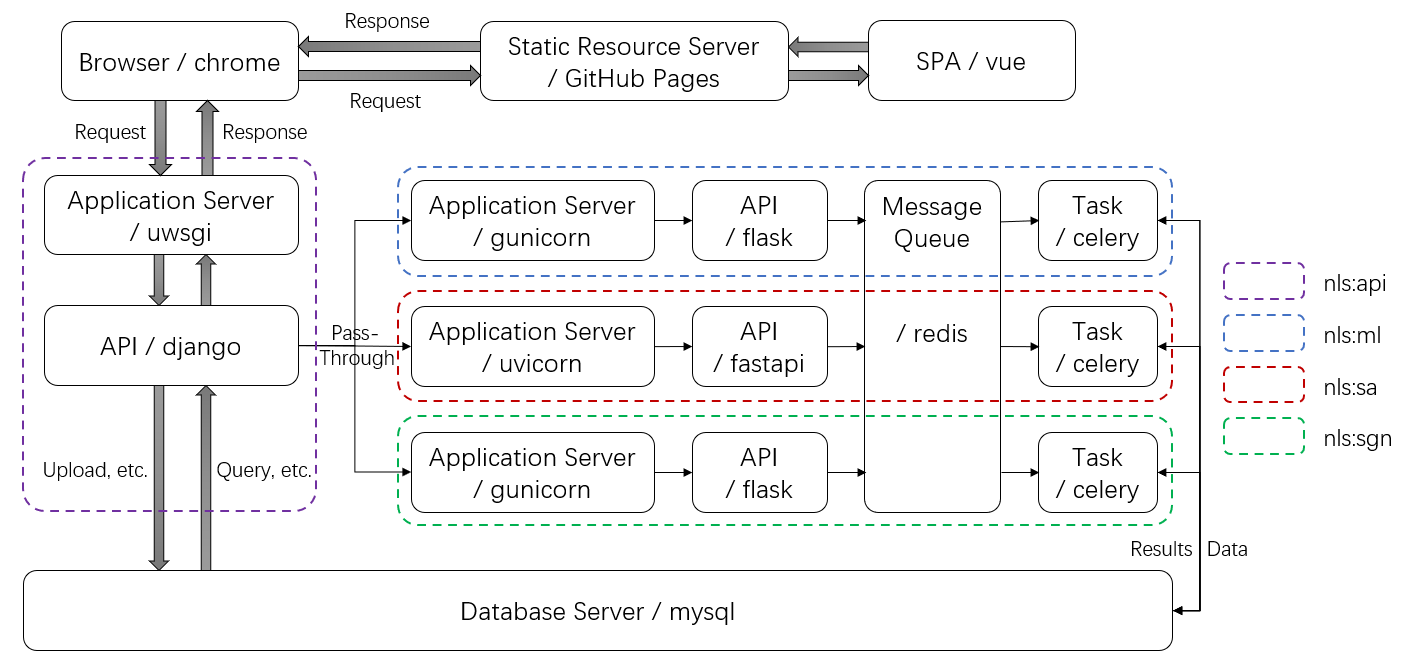 Response
Browser / chrome
Static Resource Server
/ GitHub Pages
SPA / vue
Request
Request
Response
Application Server
/ uwsgi
API / django
Upload, etc.
Query, etc.
Pass-
Through
Application Server
/ gunicorn
API
/ flask
Message
Queue
/ redis
Task
/ celery
Application Server
/ uvicorn
API
/ fastapi
Task
/ celery
Application Server
/ gunicorn
API
/ flask
Task
/ celery
nls:api
nls:ml
nls:sa
nls:sgn
Results
Data
Database Server / mysql